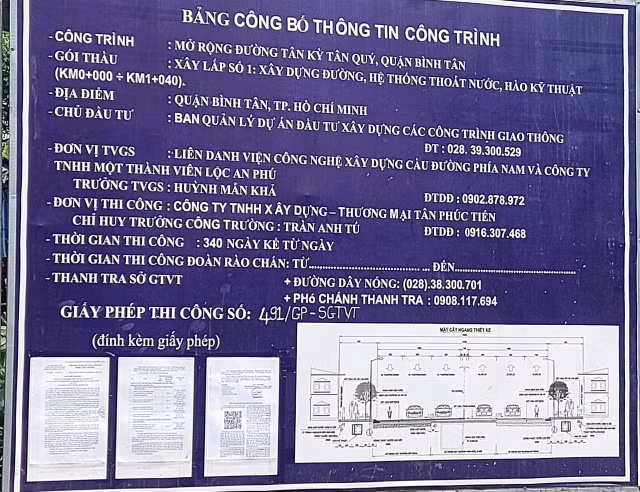 BẢNG CÔNG BỐ THÔNG TIN CÔNG TRÌNH
- CÔNG TRÌNH : MỞ RỘNG ĐƯỜNG TÂN KỲ TÂN QUÝ, QUẬN BÌNH TÂN
- GÓI THẦU : XÂY LẮP SỐ 1: XÂY DỰNG ĐƯỜNG, HỆ THỐNG THOÁT NƯỚC, HÀO KỸ THUẬT
(KM0+000 ÷ KM1+040).
- ĐỊA ĐIỂM : QUẬN BÌNH TÂN, TP. HỒ CHÍ MINH
- CHỦ ĐẦU TƯ : BAN QUẢN LÝ DỰ ÁN ĐẦU TƯ XÂY DỰNG CÁC CÔNG TRÌNH GIAO THÔNG
ĐT : 028. 39.300.529
- ĐƠN VỊ TVGS : LIÊN DANH VIỆN CÔNG NGHỆ XÂY DỰNG CẦU ĐƯỜNG PHÍA NAM VÀ CÔNG TY
TNHH MỘT THÀNH VIÊN LỘC AN PHÚ
TRƯỞNG TVGS : HUỲNH MẪN KHẢ ĐTDĐ : 0902.878.972
- ĐƠN VỊ THI CÔNG : CÔNG TY TNHH XÂY DỰNG – THƯƠNG MẠI TÂN PHÚC TIẾN
CHỈ HUY TRƯỞNG CÔNG TRƯỜNG : TRẦN ANH TÚ ĐTDĐ : 0916.307.468
- THỜI GIAN THI CÔNG : 340 NGÀY KỂ TỪ NGÀY
- THỜI GIAN THI CÔNG ĐOẠN RÀO CHẮN: TỪ.............................. ... ĐẾN..............................
- THANH TRA SỞ GTVT + ĐƯỜNG DÂY NÓNG: (028).38.300.701
+ PHÓ CHÁNH THANH TRA : 0908.117.694
GIẤY PHÉP THI CÔNG SỐ: 491/GP-SGTVT
(đính kèm giấy phép)
MẶT CẮT NGANG THIẾT KẾ